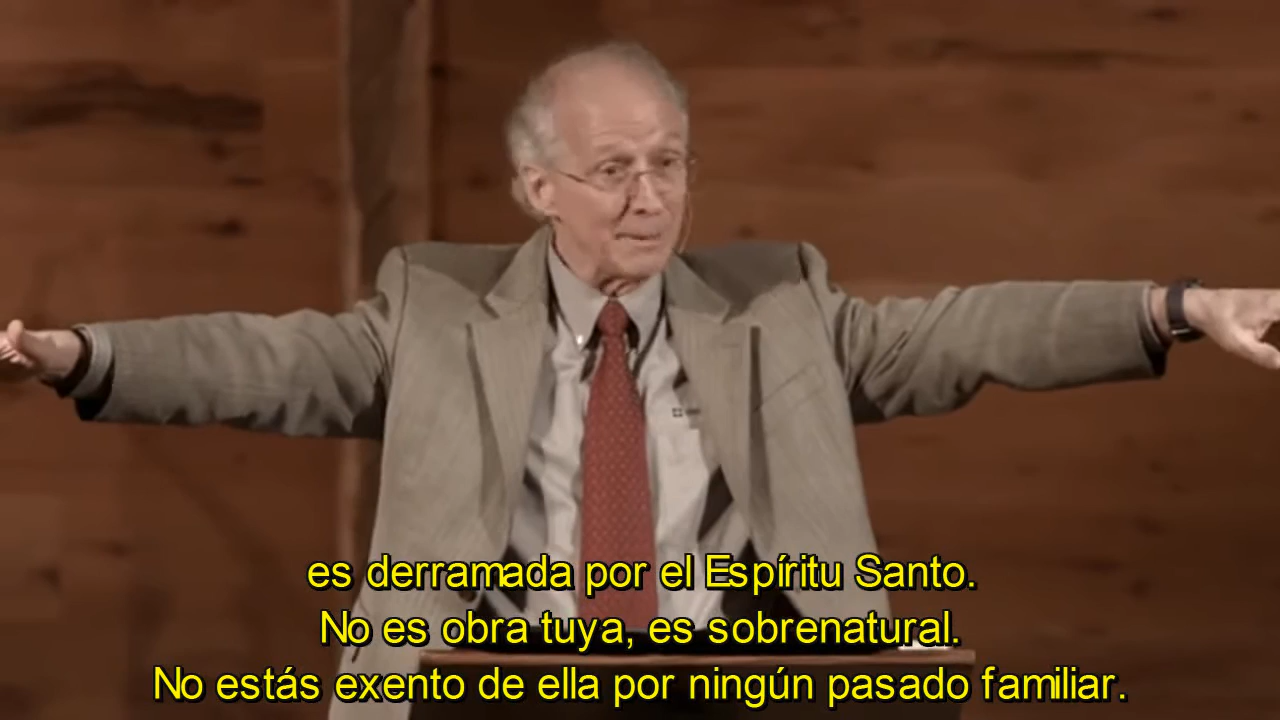 es derramada por el Espíritu Santo.
No es obra tuya, es sobrenatural.
No estás exento de ella por ningún pasado familiar.